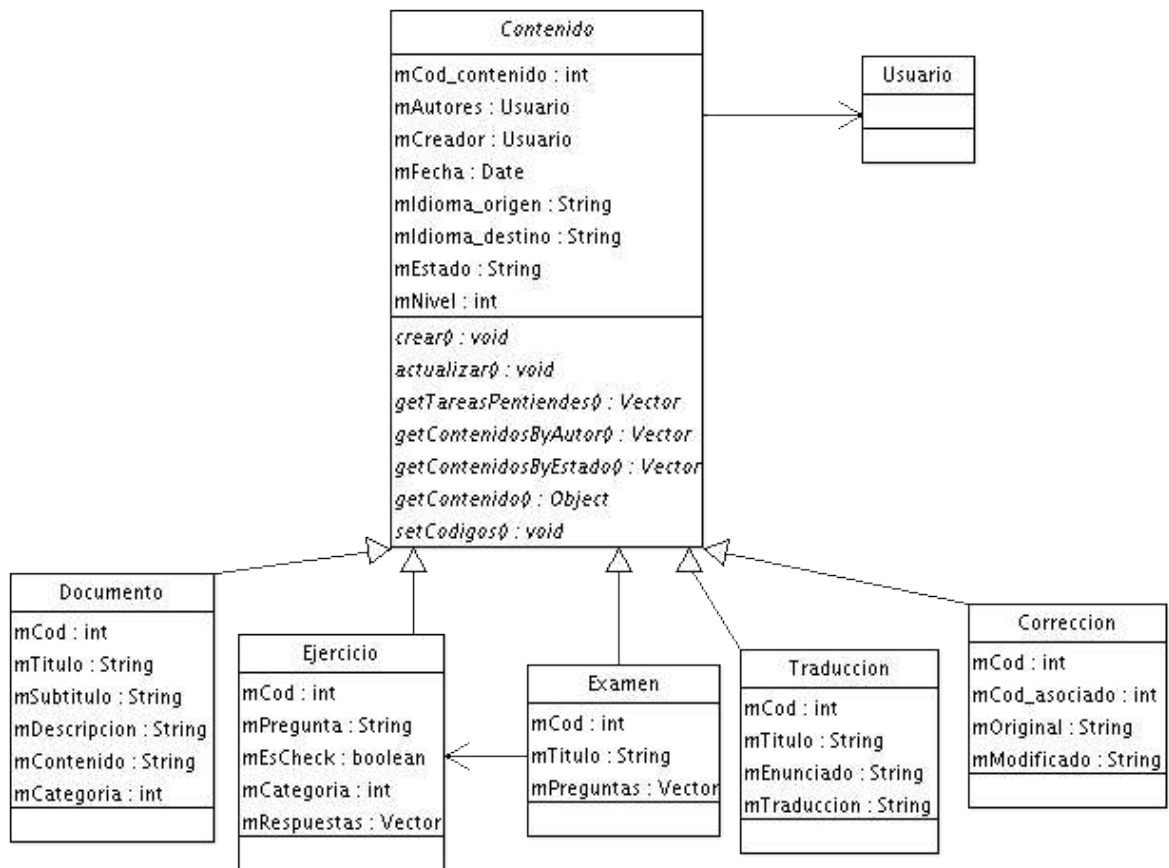 Contenido
mCod_contenido : int
mAutores : Usuario
mCreador : Usuario
mFecha : Date
mIdioma_origen : String
mIdioma_destino : String
mEstado : String
mNivel : int
crear() : void
actualizar() : void
getTareasPentiendes() : Vector
getContenidosByAutor() : Vector
getContenidosByEstado() : Vector
getContenido() : Object
setCodigos() : void
Usuario
Documento
mCod : int
mTitulo : String
mSubtitulo : String
mDescripcion : String
mContenido : String
mCategoria : int
Ejercicio
mCod : int
mPregunta : String
mEsCheck : boolean
mCategoria : int
mRespuestas : Vector
Examen
mCod : int
mTitulo : String
mPreguntas : Vector
Traduccion
mCod : int
mTitulo : String
mEnunciado : String
mTraduccion : String
Correccion
mCod : int
mCod_asociado : int
mOriginal : String
mModificado : String